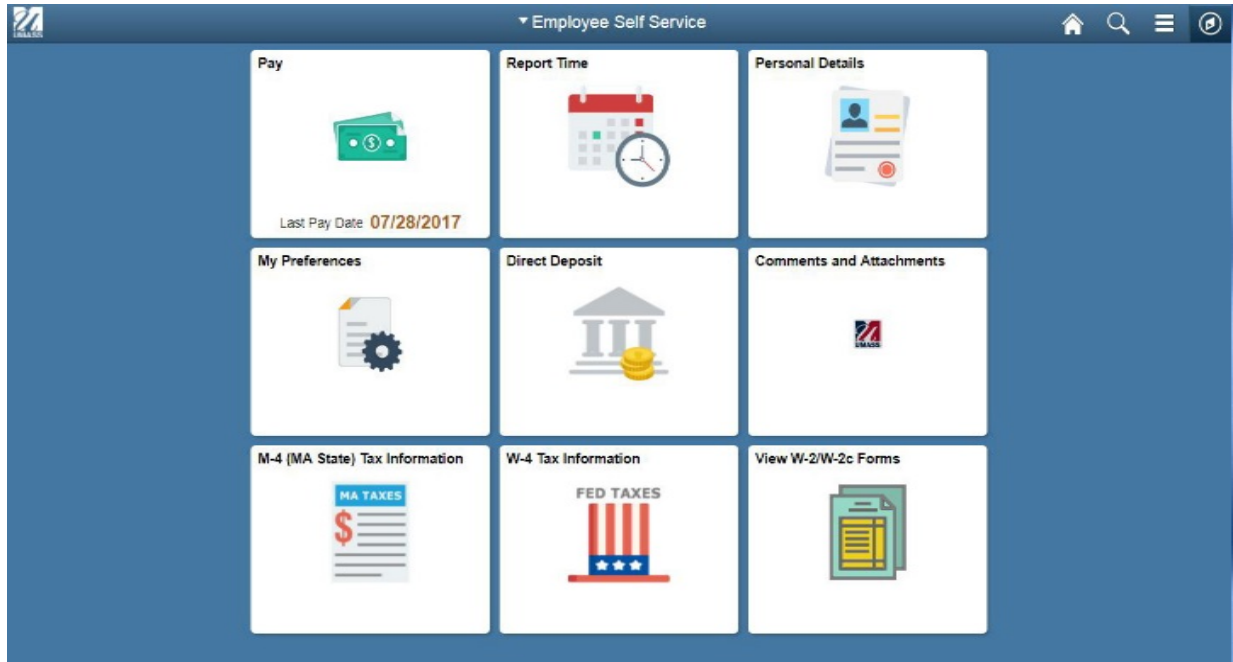 Employee Self Service
Pay
Report Time
Personal Details
Last Pay Date 07/28/2017
My Preferences
Direct Deposit
Comments and Attachments
UMASS
M-4 (MA State) Tax Information
W-4 Tax Information
View W-2/W-2c Forms
MA TAXES
$
FED TAXES